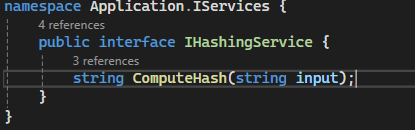 namespace Application.IServices {
4 references
public interface IHashingService {
3 references
string ComputeHash(string input);
}
}